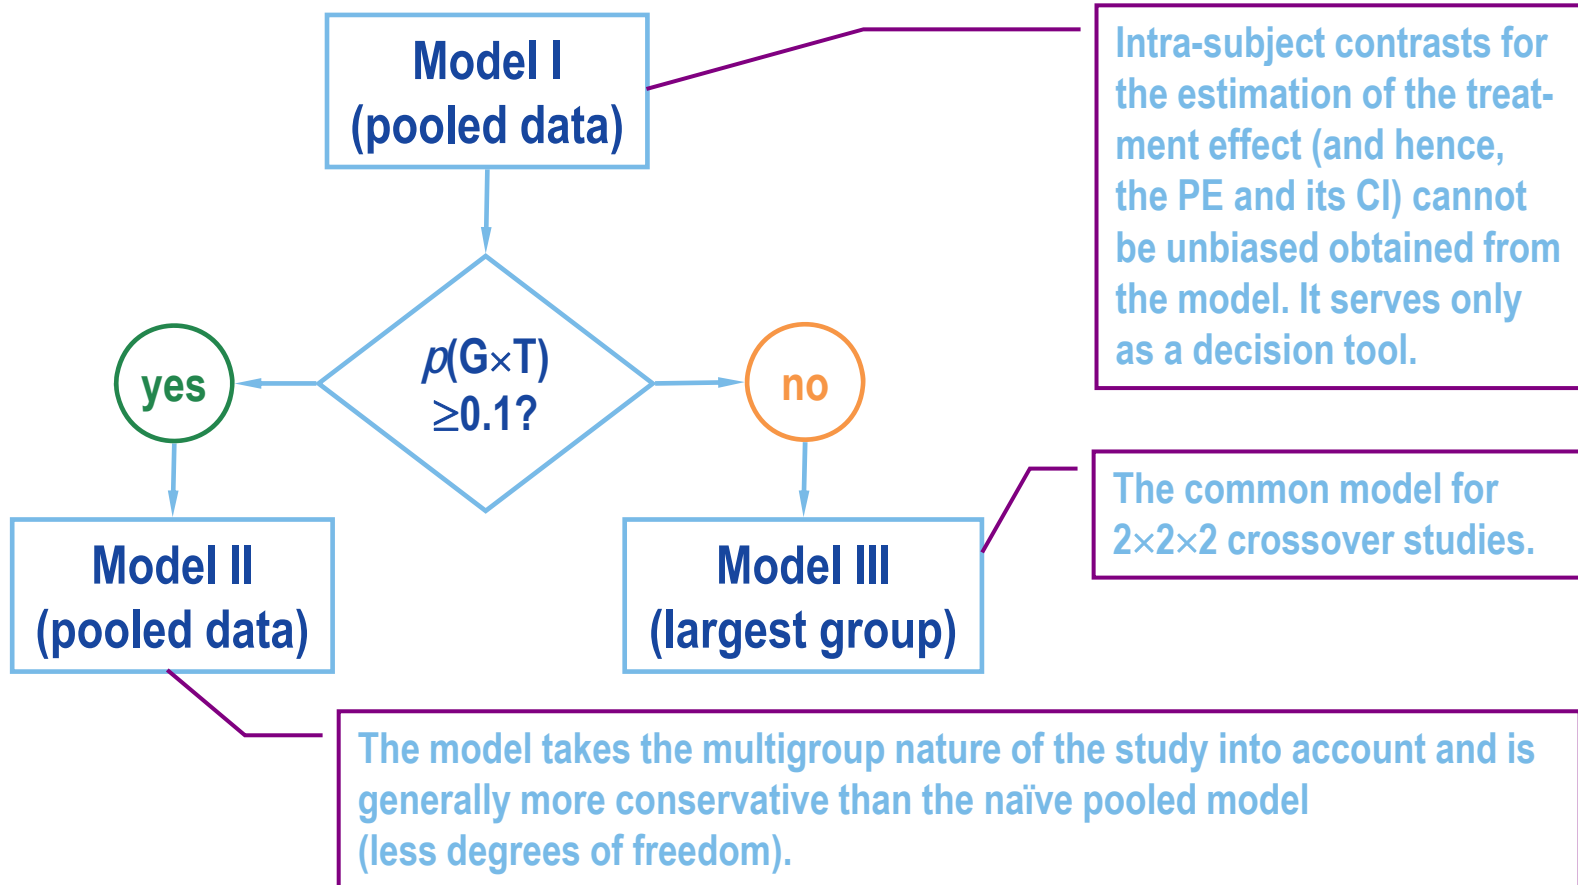 Model I
(pooled data)
Intra-subject contrasts for
the estimation of the treat-
ment effect (and hence,
the PE and its CI) cannot
be unbiased obtained from
the model. It serves only
as a decision tool.
p(G×T)
≥0.1?
yes
no
Model II
(pooled data)
Model III
(largest group)
The common model for
2×2×2 crossover studies.
The model takes the multigroup nature of the study into account and is
generally more conservative than the naïve pooled model
(less degrees of freedom).